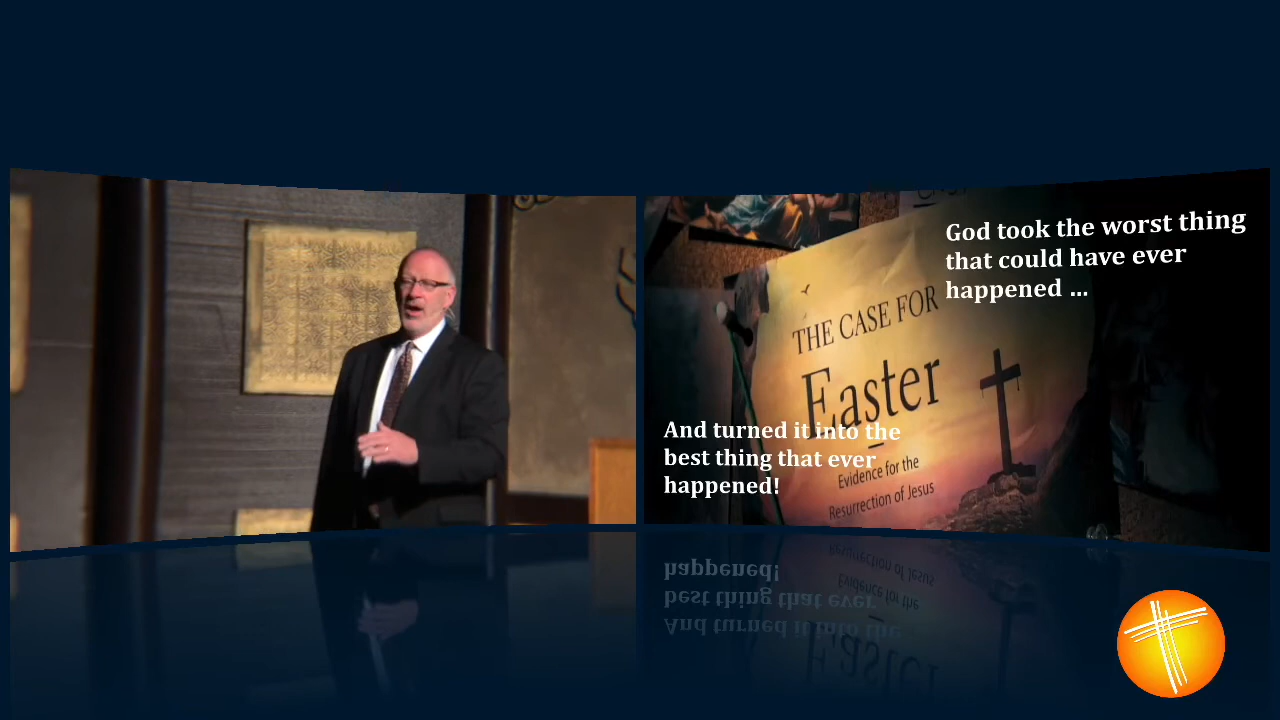 God took the worst thing
that could have ever
happened ...
THE CASE FOR
Easter
Evidence for the
Resurrection of Jesus
And turned it into the
best thing that ever
happened!